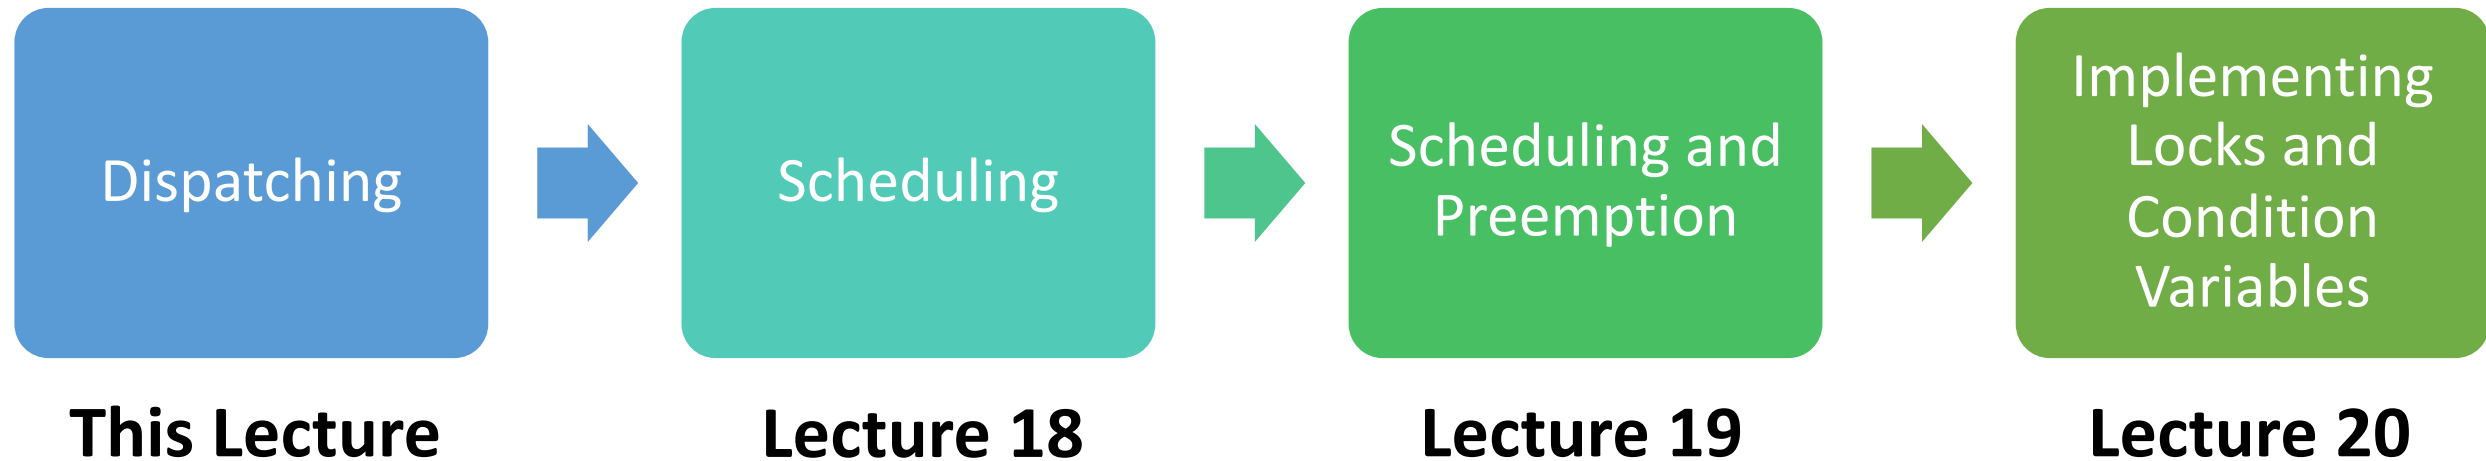 Dispatching
Scheduling
Scheduling and
Preemption
Implementing
Locks and
Condition
Variables
This Lecture
Lecture 18
Lecture 19
Lecture 20